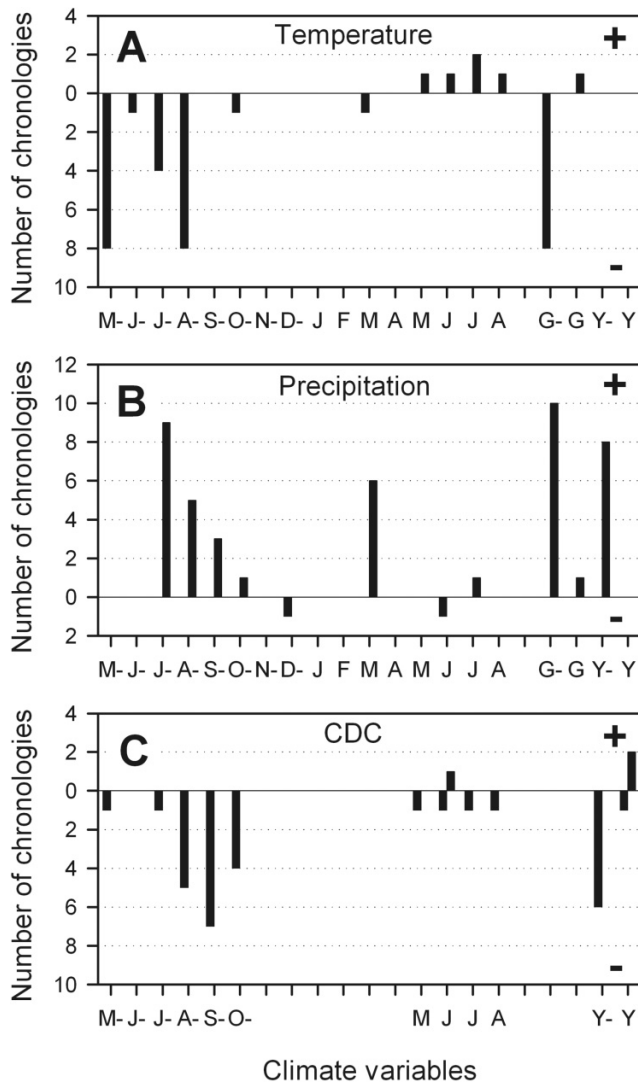 A
Temperature
+
-
Number of chronologies
4
2
0
2
4
6
8
10
M- J- J- A- S- O- N- D- J F M A M J J A G- G Y- Y
B
Precipitation
+
-
Number of chronologies
12
10
8
6
4
2
0
2
M- J- J- A- S- O- N- D- J F M A M J J A G- G Y- Y
C
CDC
+
-
Number of chronologies
4
2
0
2
4
6
8
10
M- J- J- A- S- O- M J J A Y- Y
Climate variables